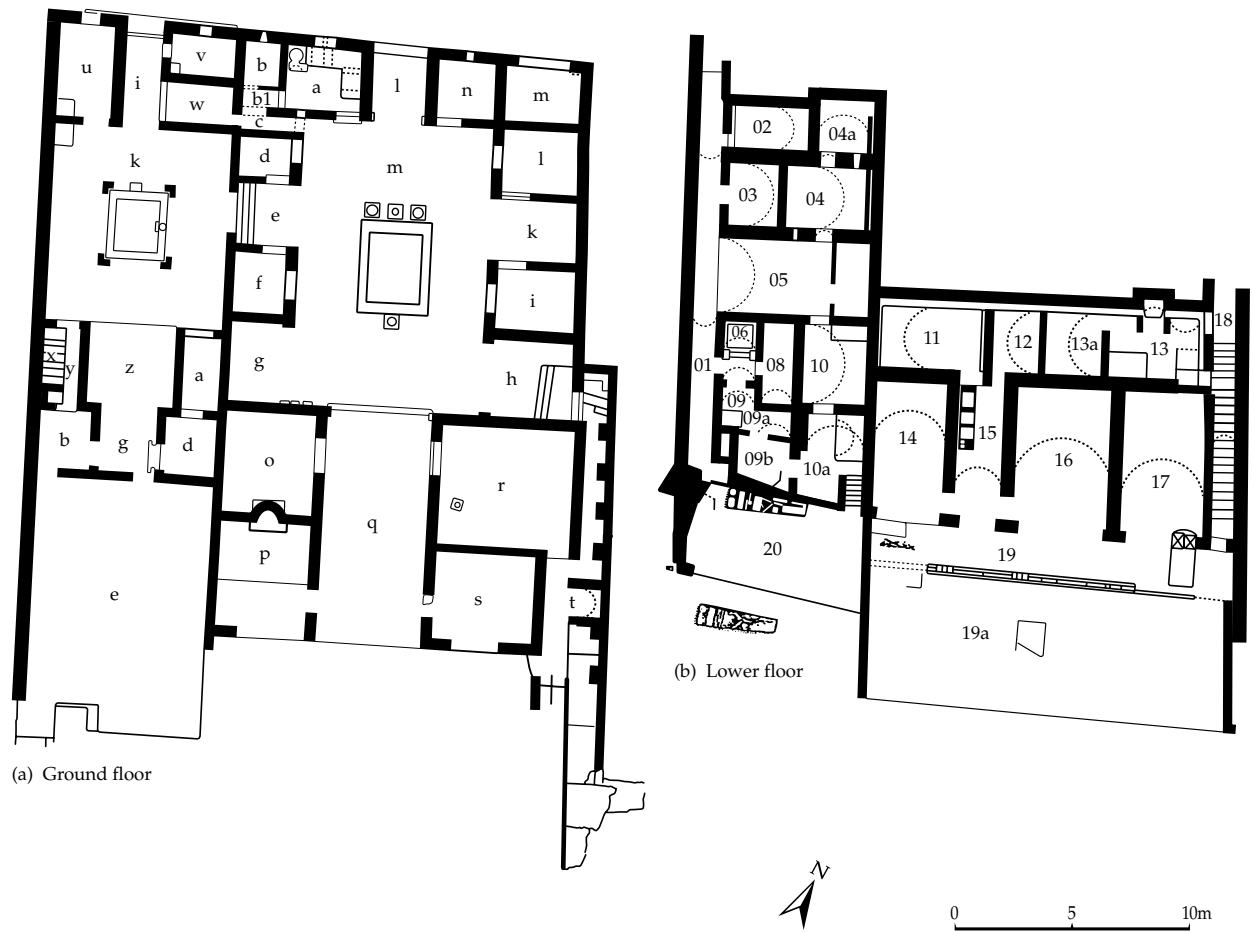 u
i
v
b
a
l
n
m
w
b1
c
k
d
m
l
e
k
f
i
x
y
z
a
g
h
b
g
d
o
r
q
p
e
s
t
(a) Ground floor
02
04a
03
04
05
06
01
08
10
11
12
13a
13
18
09
09a
09b
10a
14
15
16
17
20
19
19a
(b) Lower floor
N
0 5 10m